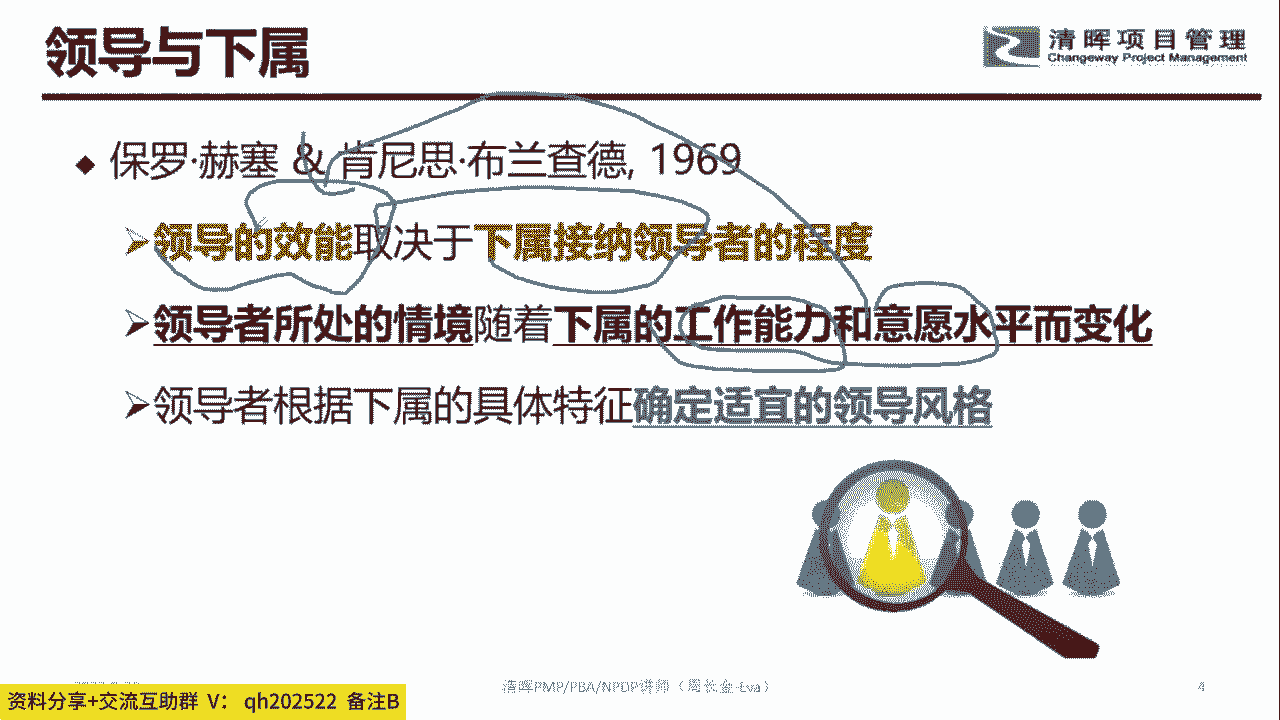 领导与下属
清晖项目管理
Changeway Project Management
保罗·赫塞 & 肯尼思·布兰查德, 1969
领导的效能取决于下属接纳领导者的程度
领导者所处的情境随着下属的工作能力和意愿水平而变化
领导者根据下属的具体特征确定适宜的领导风格
清晖PMP/PBA/NPDP讲师（周长金-Eva）
4
资料分享+交流互助群 V： qh202522 备注B